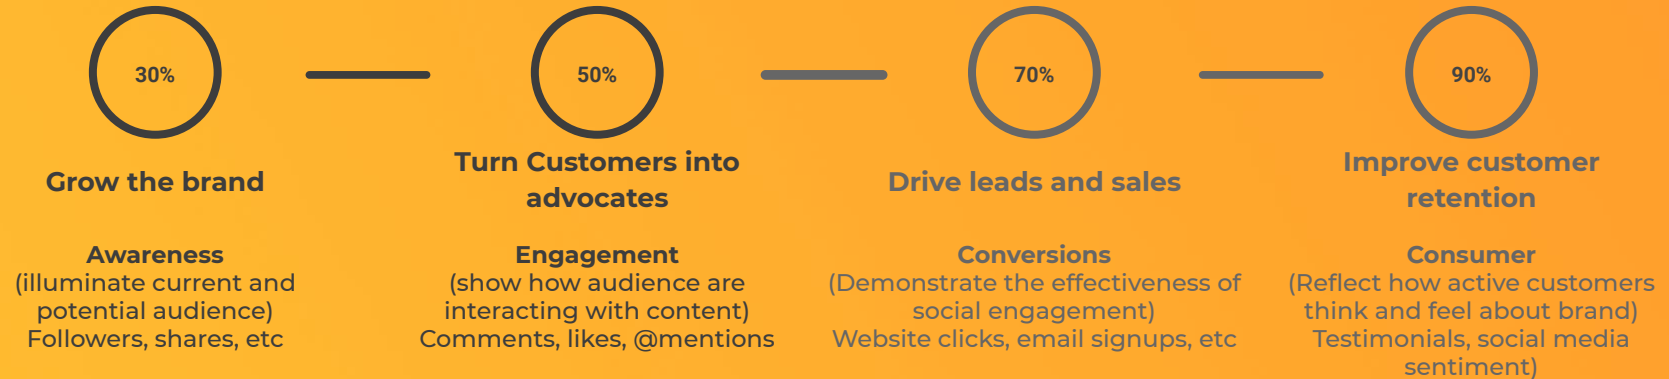 30%
50%
70%
90%
Grow the brand
Turn Customers into
advocates
Drive leads and sales
Improve customer
retention
Awareness
(illuminate current and
potential audience)
Followers, shares, etc
Engagement
(show how audience are
interacting with content)
Comments, likes, @mentions
Conversions
(Demonstrate the effectiveness of
social engagement)
Website clicks, email signups, etc
Consumer
(Reflect how active customers
think and feel about brand)
Testimonials, social media
sentiment)